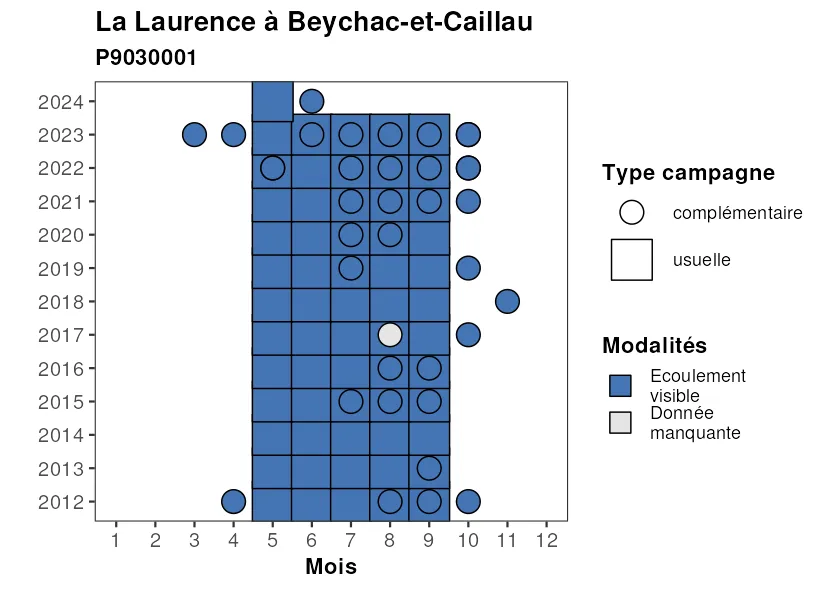 La Laurence à Beychac-et-Caillau
P9030001
2024
2023
2022
2021
2020
2019
2018
2017
2016
2015
2014
2013
2012
1 2 3 4 5 6 7 8 9 10 11 12
Mois
Type campagne
complémentaire
usuelle
Modalités
Ecoulement
visible
Donnée
manquante